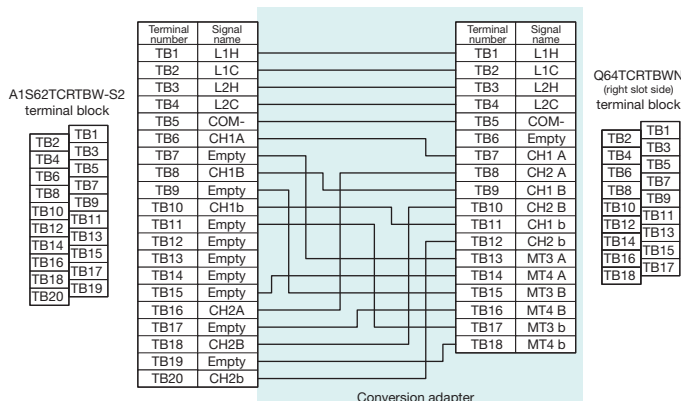 A1S62TCRTBW-S2
terminal block
TB1
TB2
TB3
TB4
TB5
TB6
TB7
TB8
TB9
TB10
TB11
TB12
TB13
TB14
TB15
TB16
TB17
TB18
TB19
TB20
Terminal number Signal name
TB1 L1H
TB2 L1C
TB3 L2H
TB4 L2C
TB5 COM-
TB6 CH1A
TB7 Empty
TB8 CH1B
TB9 Empty
TB10 CH1b
TB11 Empty
TB12 Empty
TB13 Empty
TB14 Empty
TB15 Empty
TB16 CH2A
TB17 Empty
TB18 CH2B
TB19 Empty
TB20 CH2b
Terminal number Signal name
TB1 L1H
TB2 L1C
TB3 L2H
TB4 L2C
TB5 COM-
TB6 Empty
TB7 CH1 A
TB8 CH2 A
TB9 CH1 B
TB10 CH2 B
TB11 CH1 b
TB12 CH2 b
TB13 MT3 A
TB14 MT4 A
TB15 MT3 B
TB16 MT4 B
TB17 MT3 b
TB18 MT4 b
Conversion adapter
Q64TCRTBWN
(right slot side)
terminal block
TB1
TB2
TB3
TB4
TB5
TB6
TB7
TB8
TB9
TB10
TB11
TB12
TB13
TB14
TB15
TB16
TB17
TB18